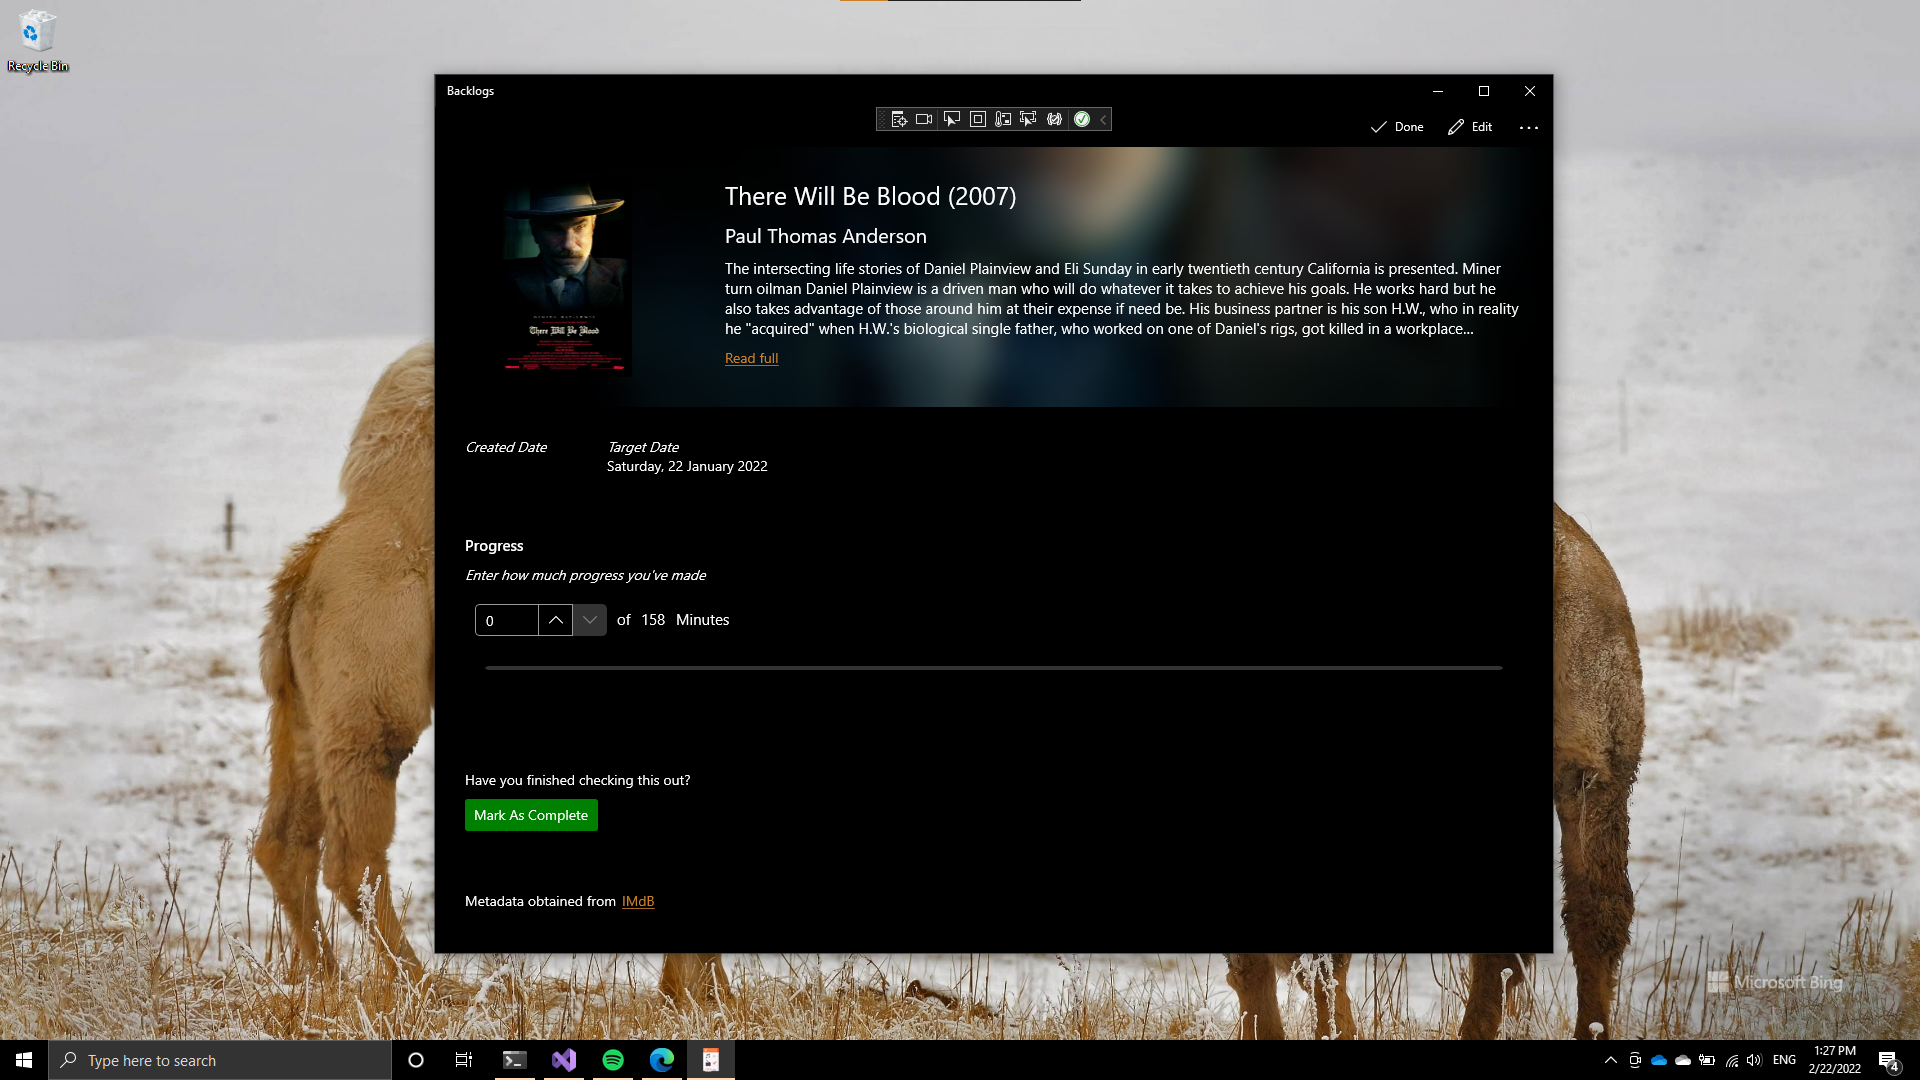 Recycle Bin
Backlogs
Done
Edit
There Will Be Blood (2007)
Paul Thomas Anderson
The intersecting life stories of Daniel Plainview and Eli Sunday in early twentieth century California is presented. Miner
turn oilman Daniel Plainview is a driven man who will do whatever it takes to achieve his goals. He works hard but he
also takes advantage of those around him at their expense if need be. His business partner is his son H.W., who in reality
he "acquired" when H.W.'s biological single father, who worked on one of Daniel's rigs, got killed in a workplace...
Read full
There Will Be Blood
Created Date
Target Date
Saturday, 22 January 2022
Progress
Enter how much progress you've made
0
of 158 Minutes
Have you finished checking this out?
Mark As Complete
Metadata obtained from IMdB
Microsoft Bing
Type here to search
ENG
1:27 PM
2/22/2022
4